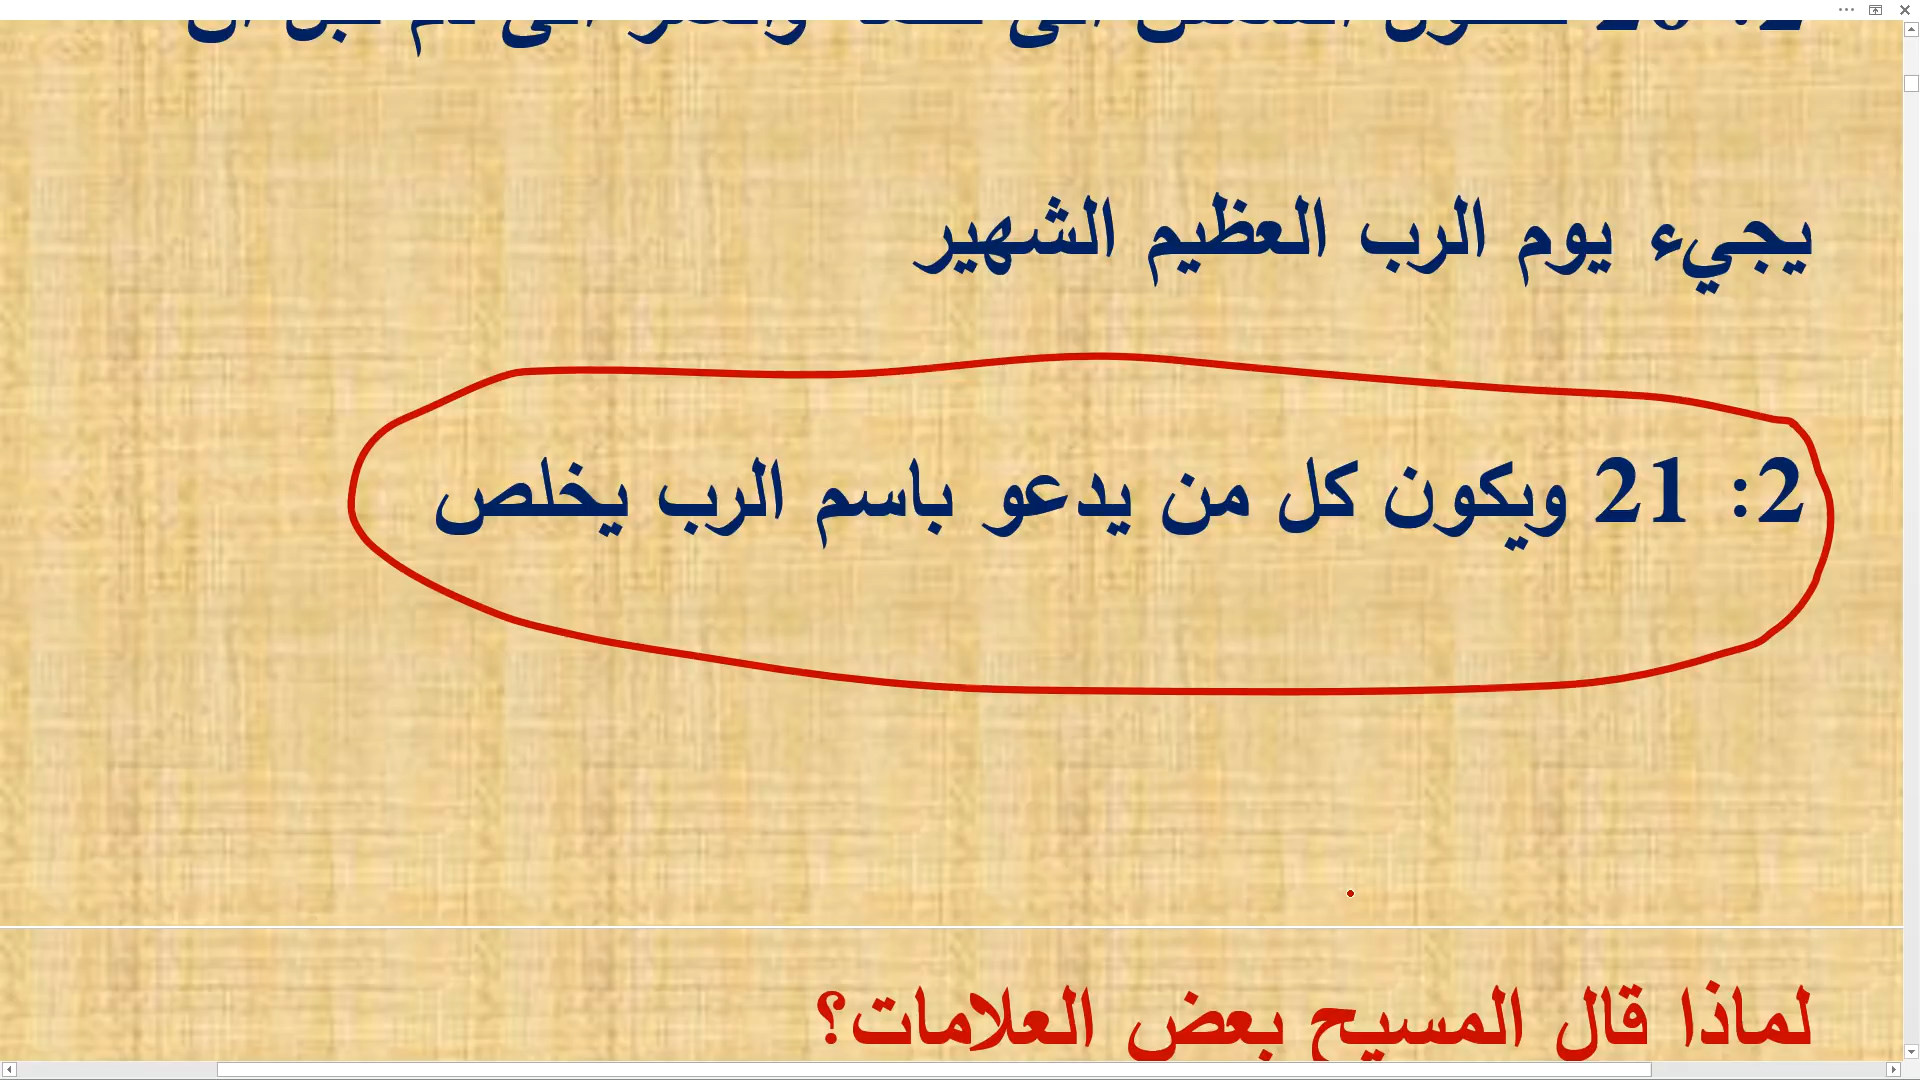 يجيء يوم الرب العظيم الشهير
2: 21 ويكون كل من يدعو باسم الرب يخلص
لماذا قال المسيح بعض العلامات؟